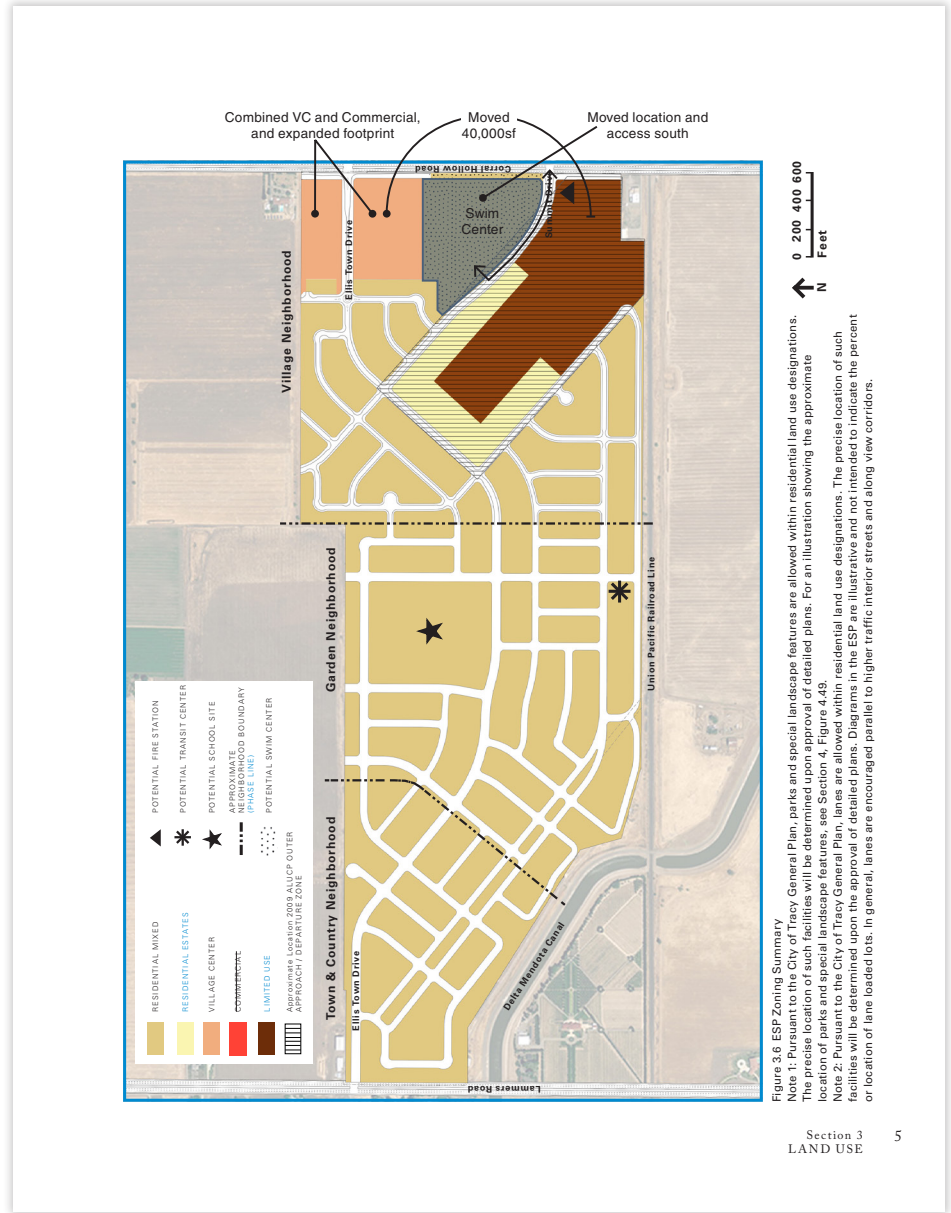 Combined VC and Commercial,
and expanded footprint
Moved
40,000sf
Moved location and
access south
Corral Hollow Road
Swim
Center
Summit Drive
Ellis Town Drive
Village Neighborhood
Garden Neighborhood
Union Pacific Railroad Line
Town & Country Neighborhood
Ellis Town Drive
Delta Mendota Canal
Lammers Road
RESIDENTIAL MIXED
RESIDENTIAL ESTATES
VILLAGE CENTER
COMMERCIAL
LIMITED USE
Approximate Location 2009 ALUCP OUTER
APPROACH / DEPARTURE ZONE
POTENTIAL FIRE STATION
POTENTIAL TRANSIT CENTER
POTENTIAL SCHOOL SITE
APPROXIMATE
NEIGHBORHOOD BOUNDARY
(PHASE LINE)
POTENTIAL SWIM CENTER
0 200 400 600
Feet
N
Figure 3.6 ESP Zoning Summary
Note 1: Pursuant to the City of Tracy General Plan, parks and special landscape features are allowed within residential land use designations.
The precise location of such facilities will be determined upon approval of detailed plans. For an illustration showing the approximate
location of parks and special landscape features, see Section 4, Figure 4.49.
Note 2: Pursuant to the City of Tracy General Plan, lanes are allowed within residential land use designations. The precise location of such
facilities will be determined upon the approval of detailed plans. Diagrams in the ESP are illustrative and not intended to indicate the percent
or location of lane loaded lots. In general, lanes are encouraged parallel to higher traffic interior streets and along view corridors.
Section 3
LAND USE
5